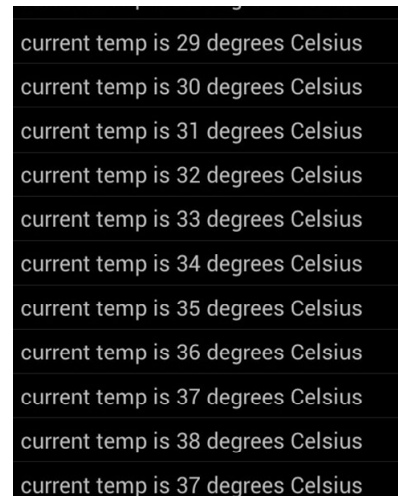 current temp is 29 degrees Celsius
current temp is 30 degrees Celsius
current temp is 31 degrees Celsius
current temp is 32 degrees Celsius
current temp is 33 degrees Celsius
current temp is 34 degrees Celsius
current temp is 35 degrees Celsius
current temp is 36 degrees Celsius
current temp is 37 degrees Celsius
current temp is 38 degrees Celsius
current temp is 37 degrees Celsius